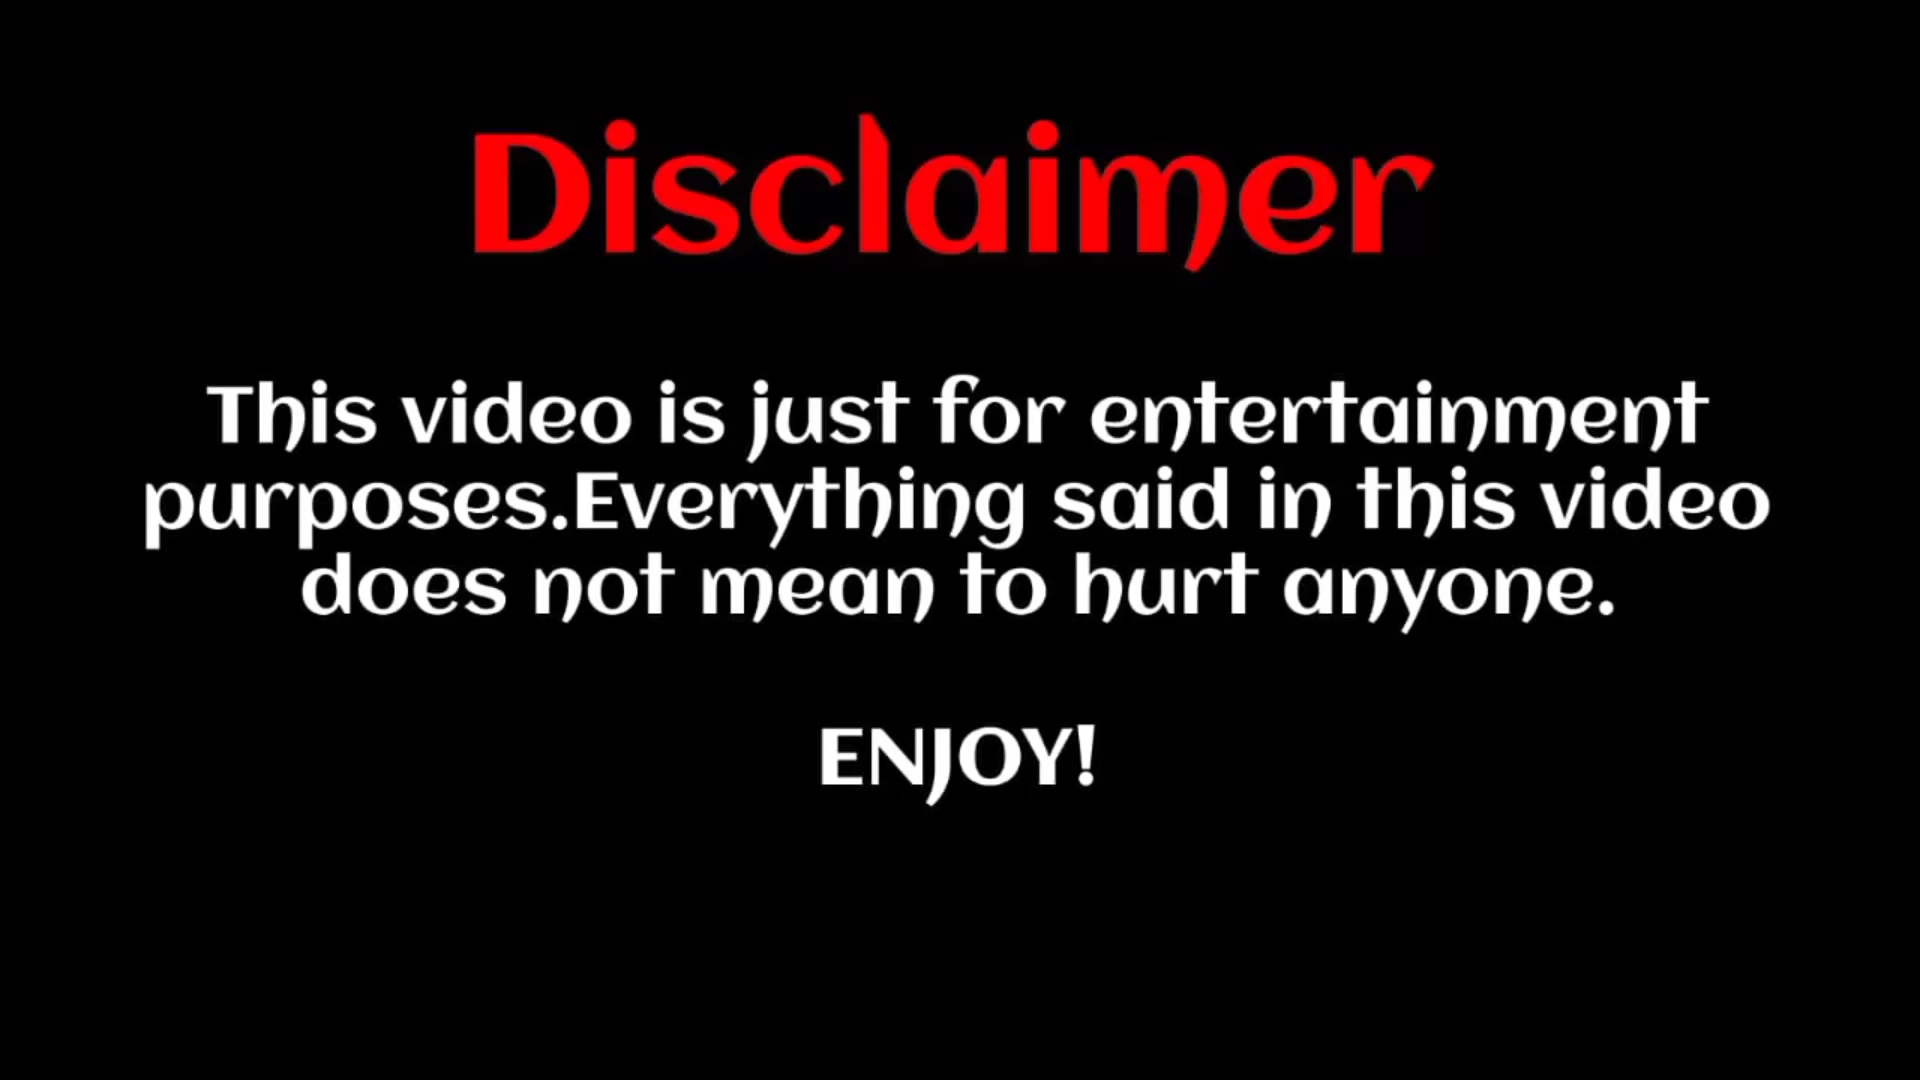 Disclaimer
This video is just for entertainment
purposes.Everything said in this video
does not mean to hurt anyone.
ENJOY!